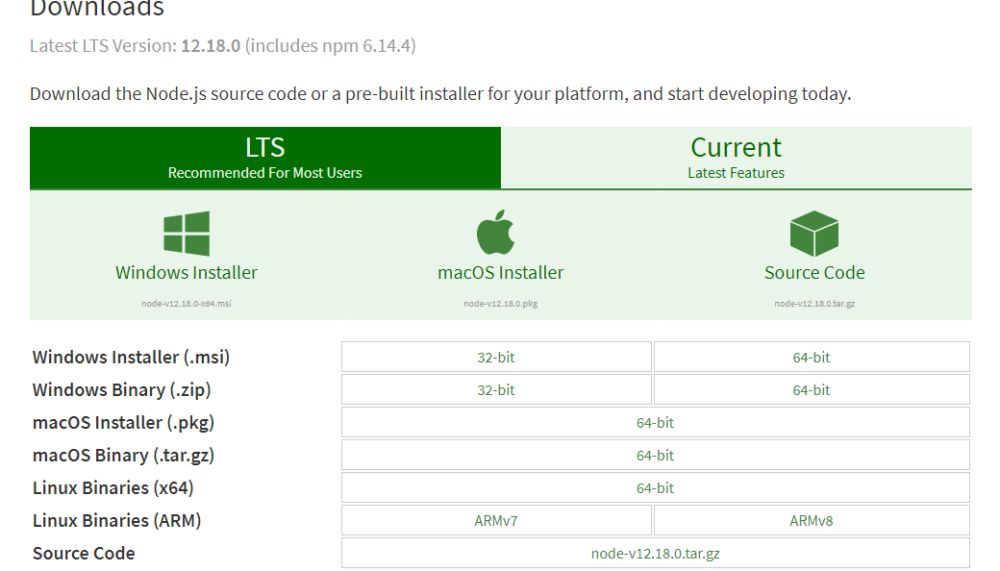 Downloads
Latest LTS Version: 12.18.0 (includes npm 6.14.4)
Download the Node.js source code or a pre-built installer for your platform, and start developing today.
LTS
Recommended For Most Users
Current
Latest Features
Windows Installer
node-v12.18.0-x64.msi
macOS Installer
node-v12.18.0.pkg
Source Code
node-v12.18.0.tar.gz
Windows Installer (.msi) 32-bit 64-bit
Windows Binary (.zip) 32-bit 64-bit
macOS Installer (.pkg) 64-bit
macOS Binary (.tar.gz) 64-bit
Linux Binaries (x64) 64-bit
Linux Binaries (ARM) ARMv7 ARMv8
Source Code node-v12.18.0.tar.gz